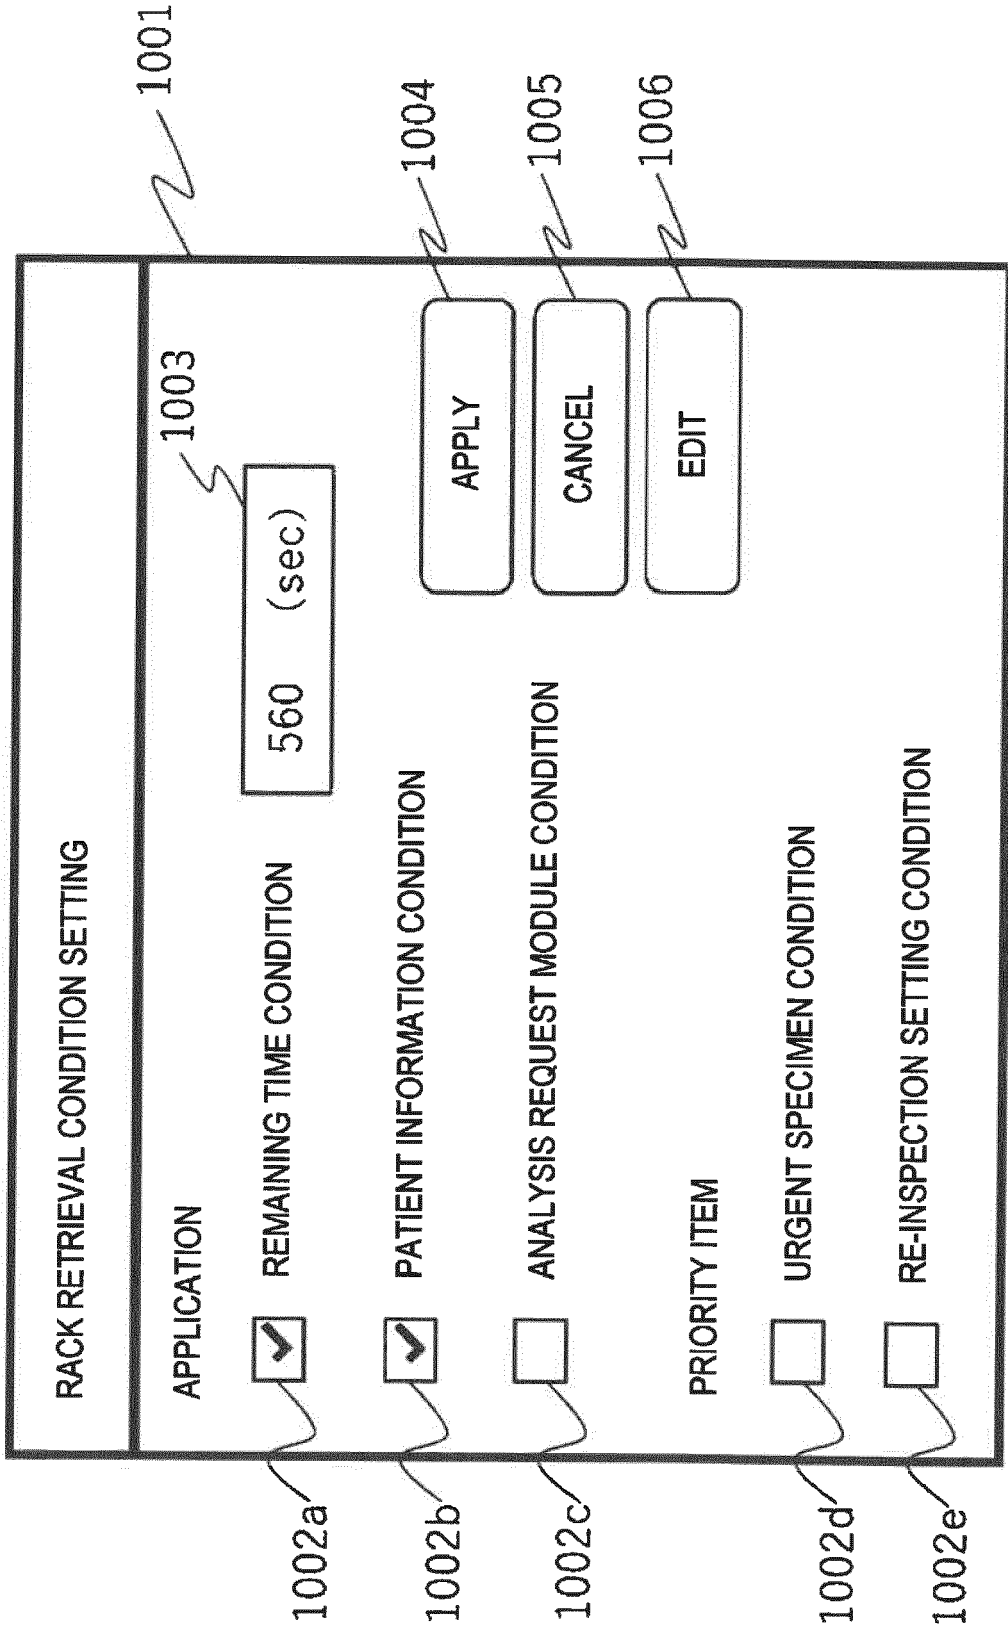 1001
RACK RETRIEVAL CONDITION SETTING
APPLICATION
1003
1002a
REMAINING TIME CONDITION
560 (sec)
1002b
PATIENT INFORMATION CONDITION
APPLY
1004
1002c
ANALYSIS REQUEST MODULE CONDITION
CANCEL
1005
PRIORITY ITEM
EDIT
1006
1002d
URGENT SPECIMEN CONDITION
1002e
RE-INSPECTION SETTING CONDITION